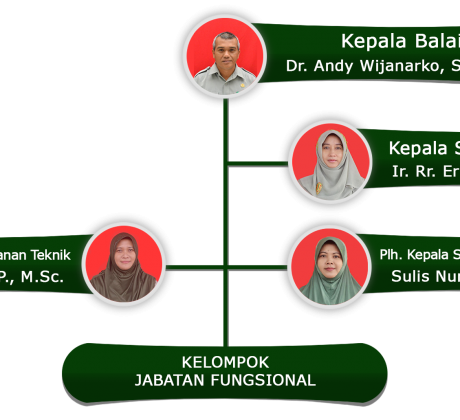 Kepala Balai
Dr. Andy Wijanarko, S
Kepala S
Ir. Rr. Er
anan Teknik
P., M.Sc.
Plh. Kepala S
Sulis Nur
KELOMPOK
JABATAN FUNGSIONAL